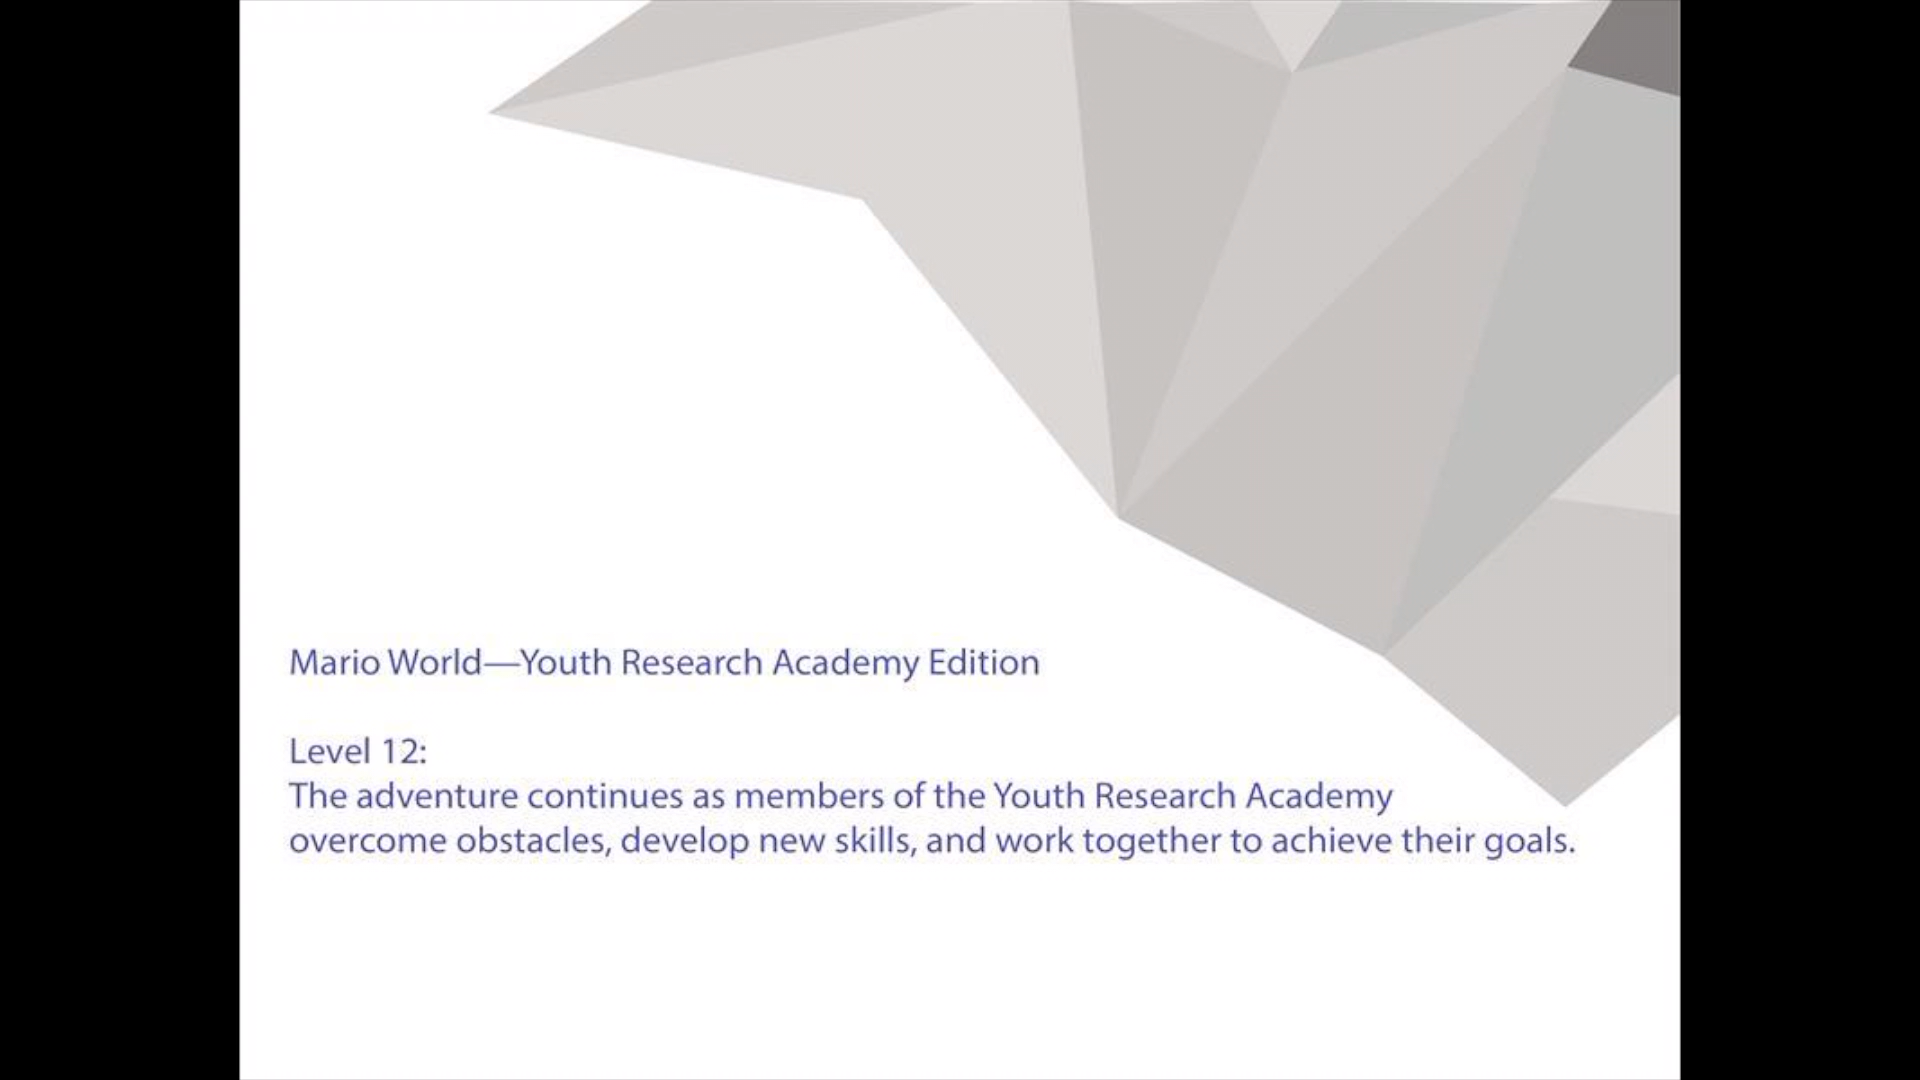 Mario World—Youth Research Academy Edition
Level 12:
The adventure continues as members of the Youth Research Academy
overcome obstacles, develop new skills, and work together to achieve their goals.